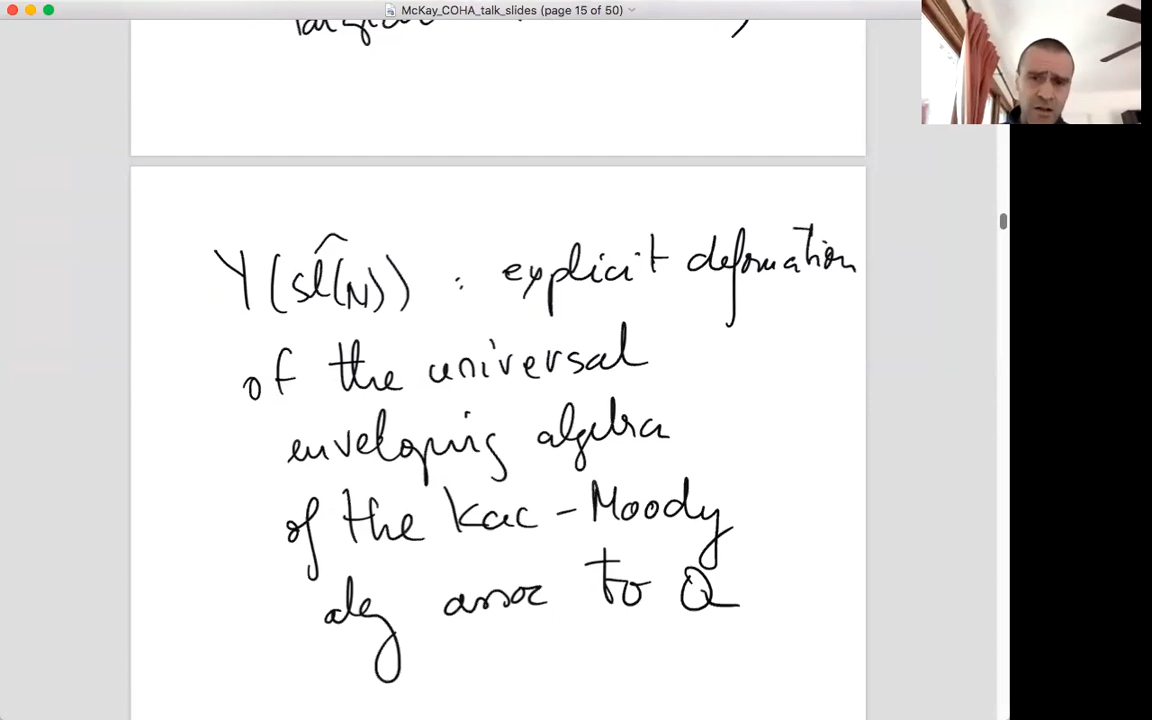 McKay_COHA_talk_slides (page 15 of 50)
Y(sl̂(N)) : explicit deformation
of the universal
enveloping algebra
of the Kac-Moody
alg assoc to Q